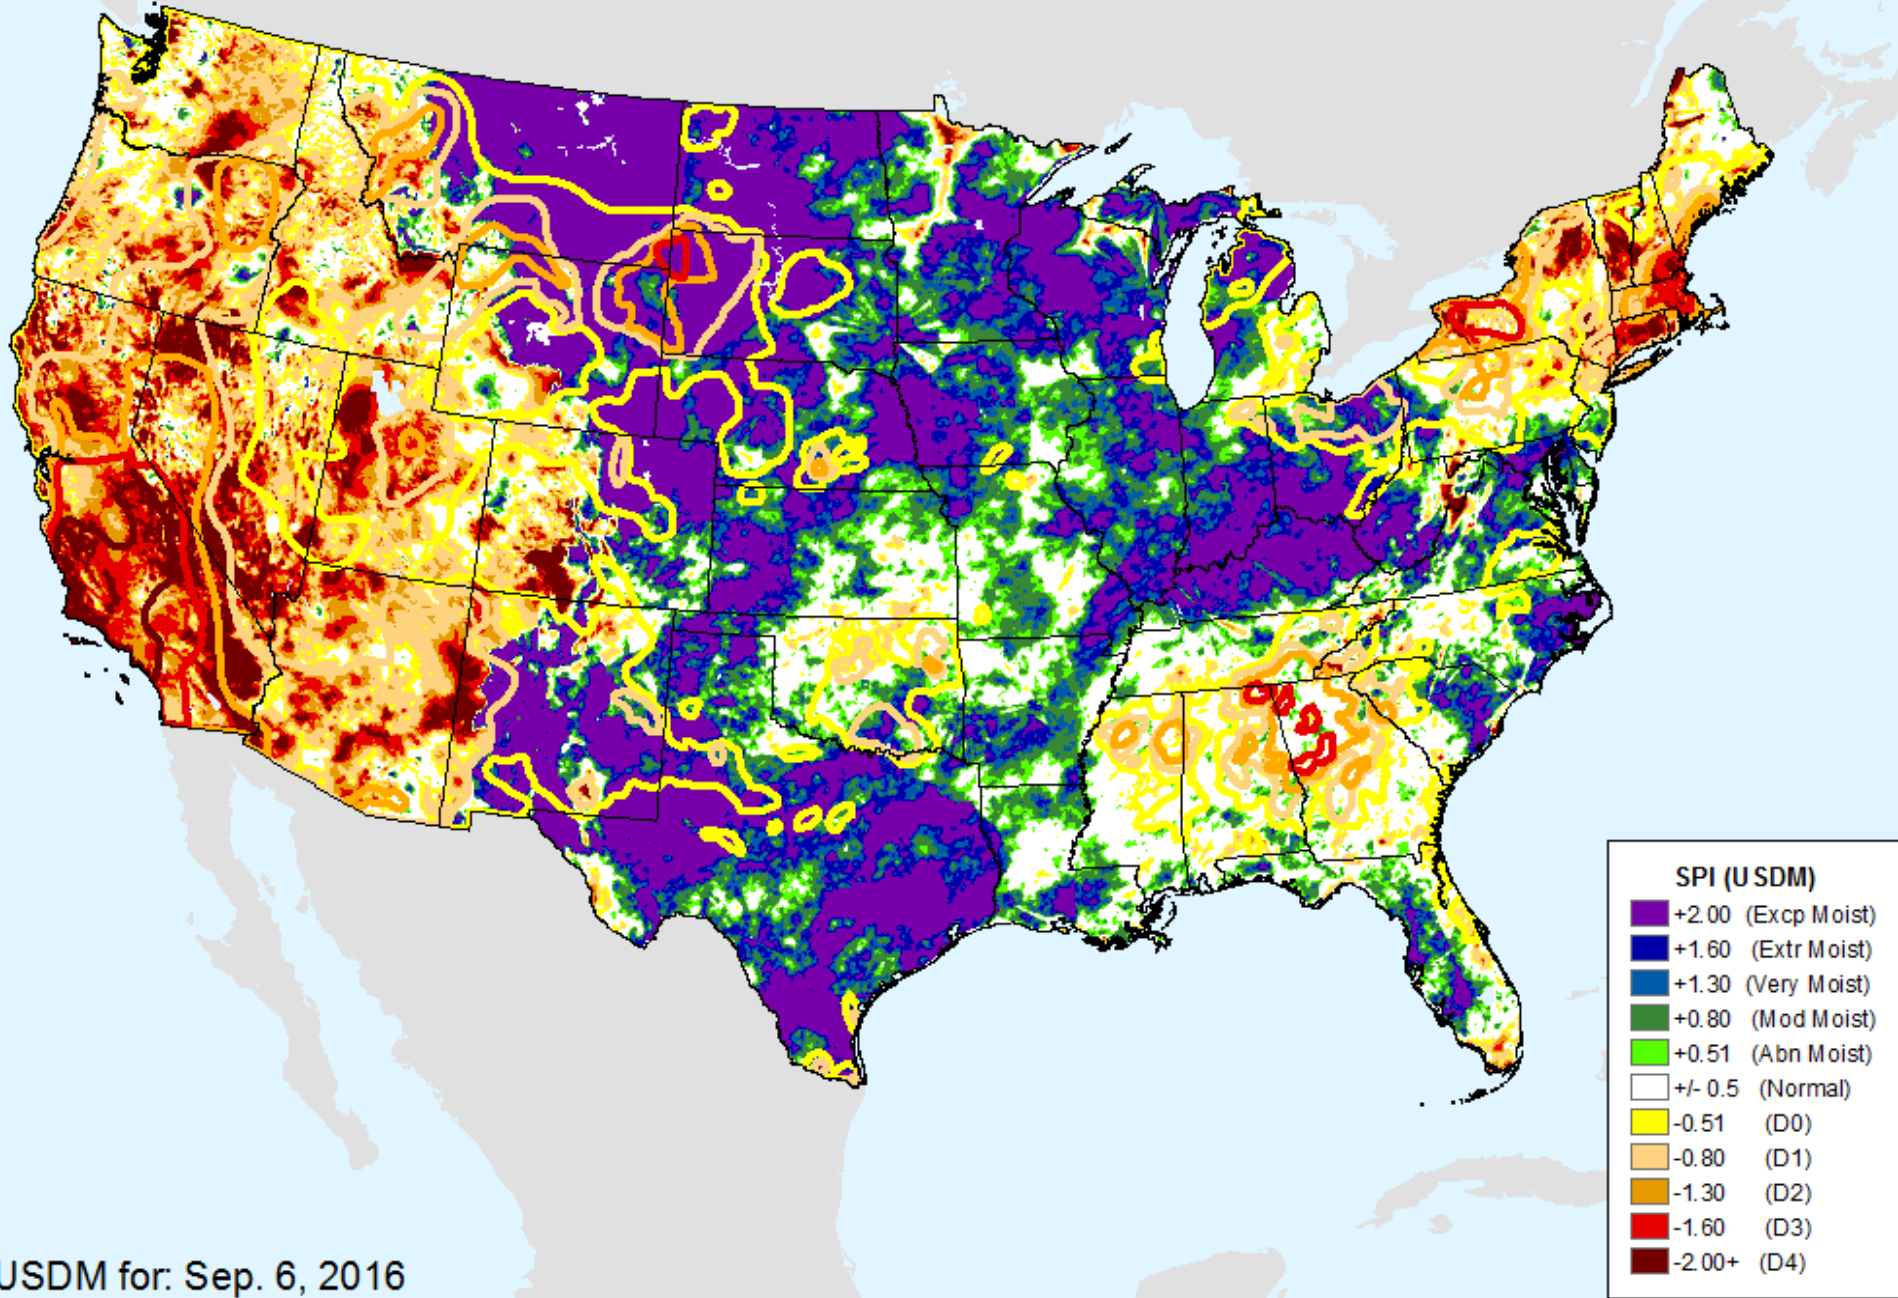 SPI (USDM)
+2.00 (Excp Moist)
+1.60 (Extr Moist)
+1.30 (Very Moist)
+0.80 (Mod Moist)
+0.51 (Abn Moist)
+/- 0.5 (Normal)
-0.51 (D0)
-0.80 (D1)
-1.30 (D2)
-1.60 (D3)
-2.00+ (D4)
USDM for: Sep. 6, 2016